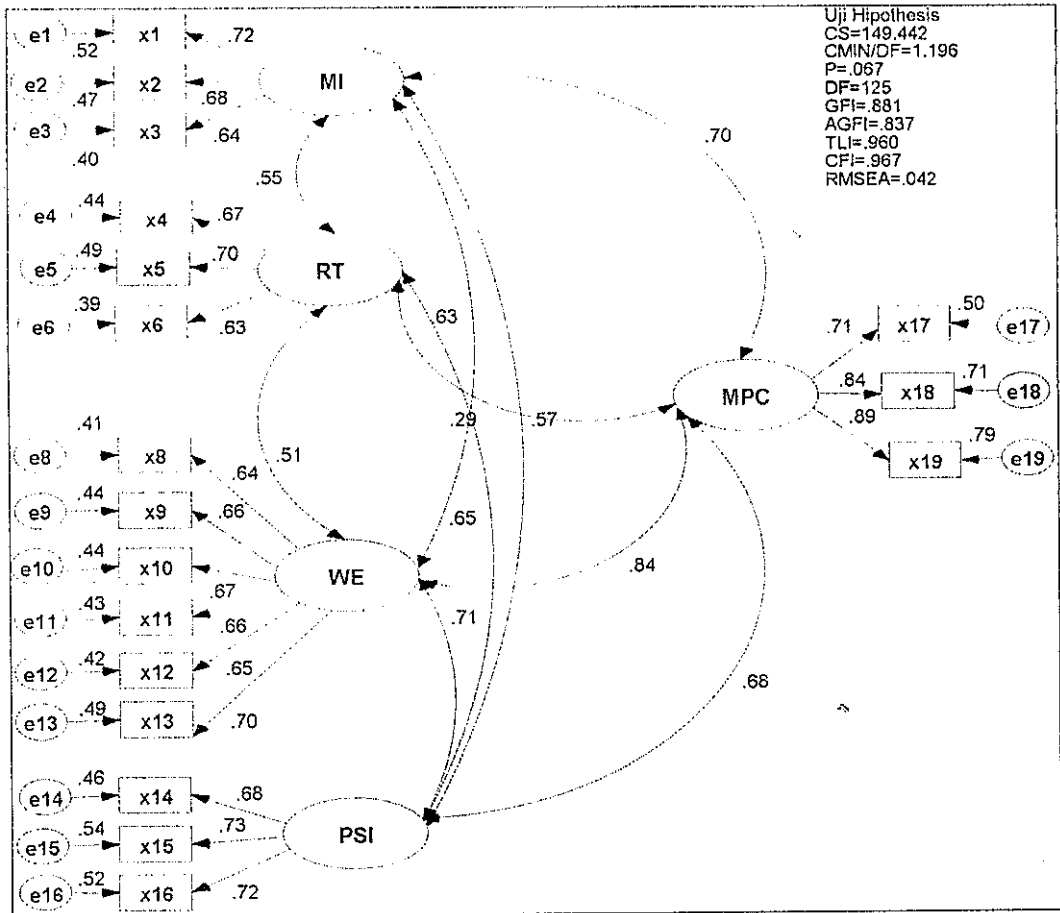 Uji Hipothesis
CS=149.442
CMIN/DF=1.196
P=.067
DF=125
GFI=.881
AGFI=.837
TLI=.960
CFI=.967
RMSEA=.042
e1 x1 .72
.52
e2 x2 .68 MI
.47
e3 x3 .64
.40
.70
.55
e4 .44 x4 .67
e5 .49 x5 .70 RT
e6 .39 x6 .63
.63
.71 x17 .50 e17
MPC .84 x18 .71 e18
.89 x19 .79 e19
.29 .57
.51
.41
e8 x8 .64
e9 .44 x9 .66
.65
e10 .44 x10 .67 WE .84
e11 .43 x11 .66 .71
e12 .42 x12 .65
.68
e13 .49 x13 .70
e14 .46 x14 .68
e15 .54 x15 .73 PSI
e16 .52 x16 .72